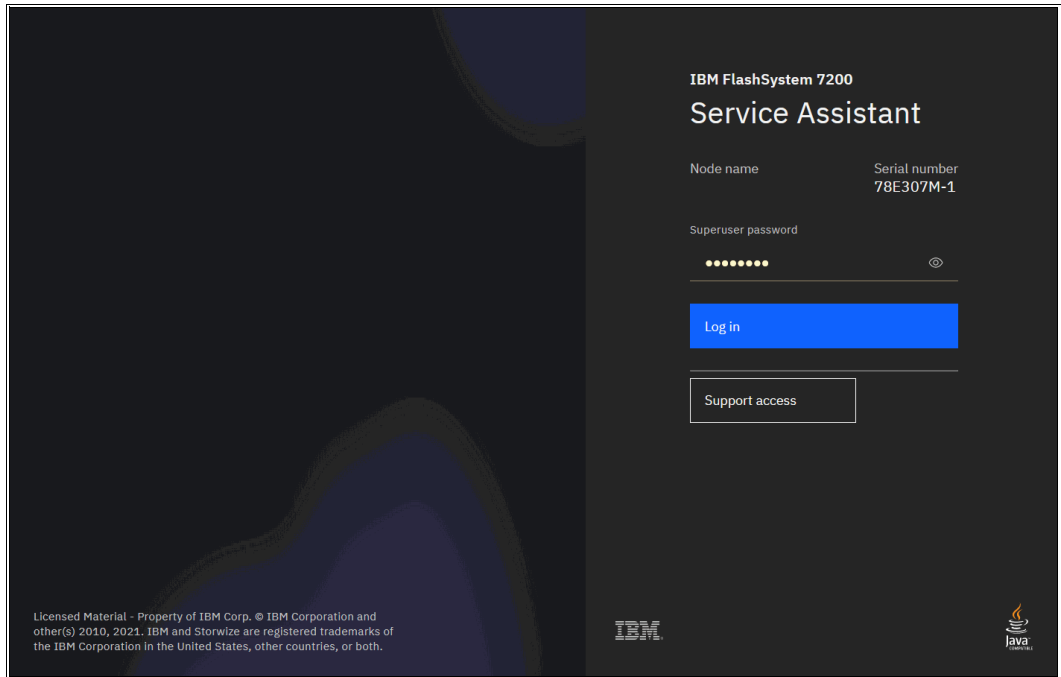 IBM FlashSystem 7200
Service Assistant
Node name
Serial number
78E307M-1
Superuser password
Log in
Support access
Licensed Material - Property of IBM Corp. © IBM Corporation and
other(s) 2010, 2021. IBM and Storwize are registered trademarks of
the IBM Corporation in the United States, other countries, or both.
IBM.
Java
COMPATIBLE